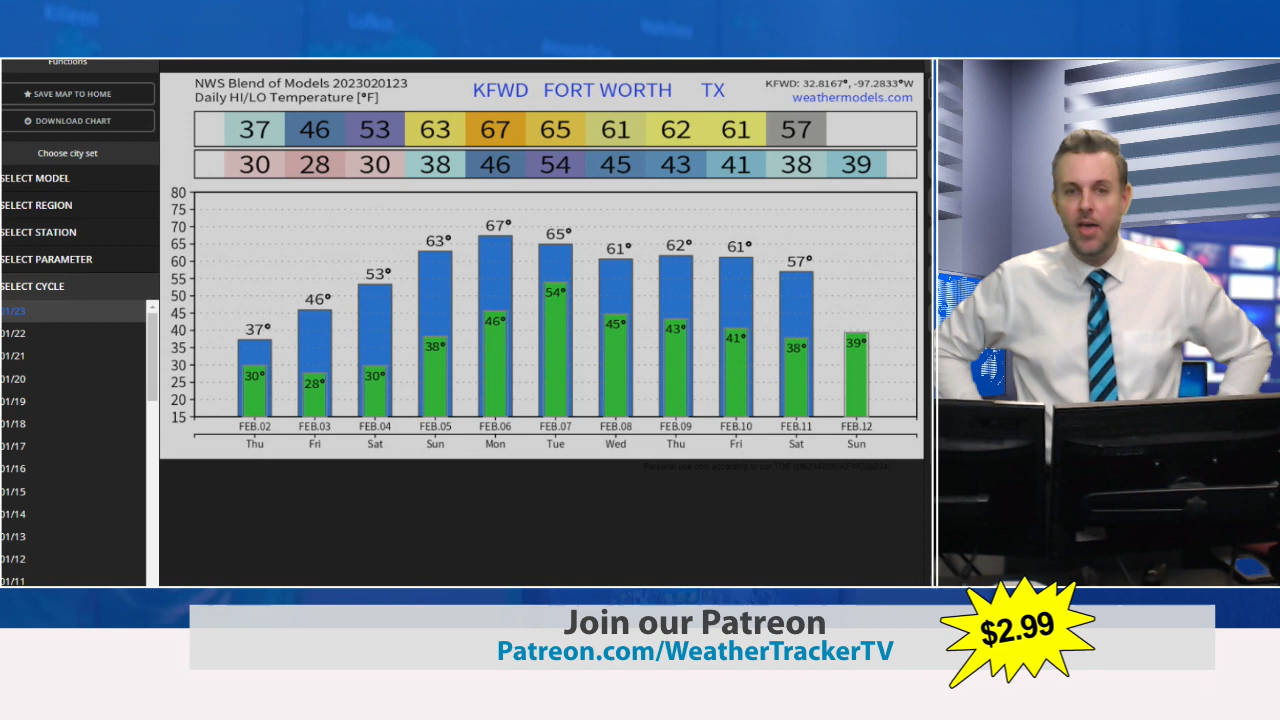 Functions
SAVE MAP TO HOME
DOWNLOAD CHART
Choose city set
SELECT MODEL
SELECT REGION
SELECT STATION
SELECT PARAMETER
SELECT CYCLE
01/23
01/22
01/21
01/20
01/19
01/18
01/17
01/16
01/15
01/14
01/13
01/12
01/11
NWS Blend of Models 2023020123
Daily HI/LO Temperature [°F]
KFWD FORT WORTH TX
KFWD: 32.8167°, -97.2833°W
weathermodels.com
37 46 53 63 67 65 61 62 61 57
30 28 30 38 46 54 45 43 41 38 39
80
75
70
65
60
55
50
45
40
35
30
25
20
15
37° 46° 53° 63° 67° 65° 61° 62° 61° 57°
30° 28° 30° 38° 46° 54° 45° 43° 41° 38° 39°
FEB.02 FEB.03 FEB.04 FEB.05 FEB.06 FEB.07 FEB.08 FEB.09 FEB.10 FEB.11 FEB.12
Thu Fri Sat Sun Mon Tue Wed Thu Fri Sat Sun
Join our Patreon
Patreon.com/WeatherTrackerTV
$2.99